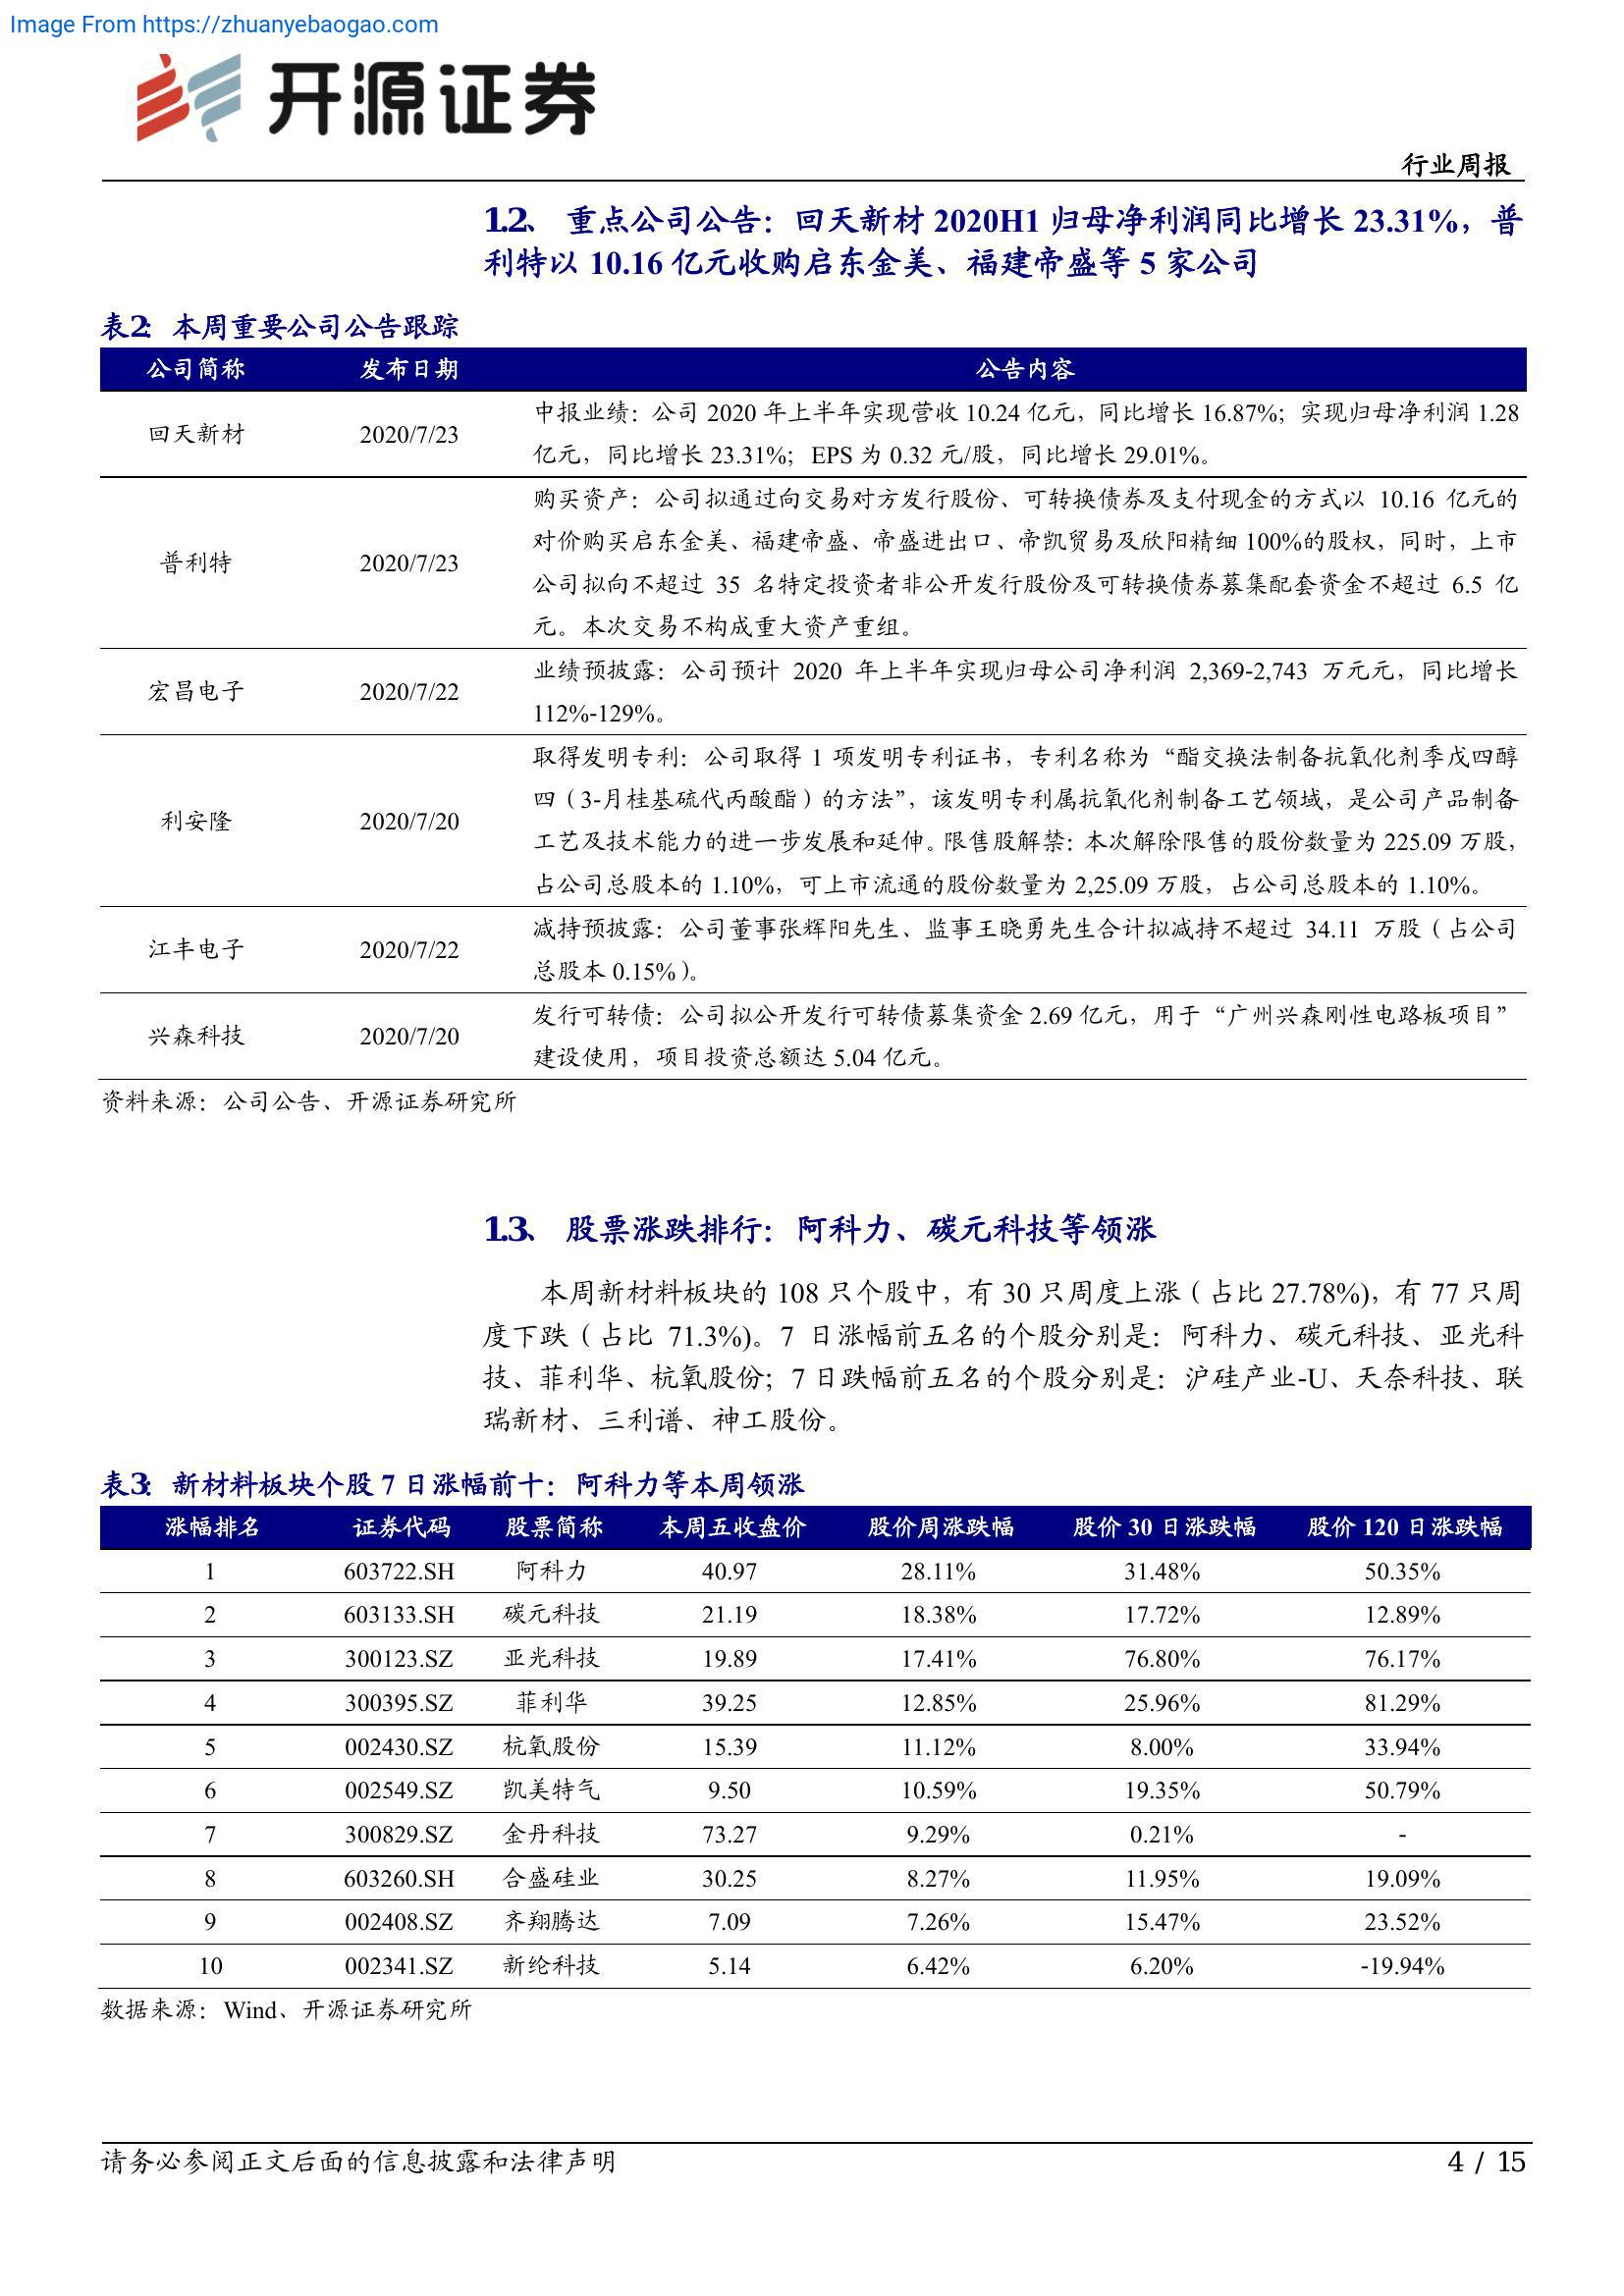 Image From https://zhuanyebaogao.com
开源证券
行业周报
1.2、 重点公司公告：回天新材 2020H1 归母净利润同比增长 23.31%，普
利特以 10.16 亿元收购启东金美、福建帝盛等 5 家公司
表2： 本周重要公司公告跟踪
公司简称 发布日期 公告内容
回天新材 2020/7/23 中报业绩：公司 2020 年上半年实现营收 10.24 亿元，同比增长 16.87%；实现归母净利润 1.28
亿元，同比增长 23.31%；EPS 为 0.32 元/股，同比增长 29.01%。
普利特 2020/7/23 购买资产：公司拟通过向交易对方发行股份、可转换债券及支付现金的方式以 10.16 亿元的
对价购买启东金美、福建帝盛、帝盛进出口、帝凯贸易及欣阳精细 100%的股权，同时，上市
公司拟向不超过 35 名特定投资者非公开发行股份及可转换债券募集配套资金不超过 6.5 亿
元。本次交易不构成重大资产重组。
宏昌电子 2020/7/22 业绩预披露：公司预计 2020 年上半年实现归母公司净利润 2,369-2,743 万元元，同比增长
112%-129%。
利安隆 2020/7/20 取得发明专利：公司取得 1 项发明专利证书，专利名称为“酯交换法制备抗氧化剂季戊四醇
四（3-月桂基硫代丙酸酯）的方法”，该发明专利属抗氧化剂制备工艺领域，是公司产品制备
工艺及技术能力的进一步发展和延伸。限售股解禁：本次解除限售的股份数量为 225.09 万股，
占公司总股本的 1.10%，可上市流通的股份数量为 2,25.09 万股，占公司总股本的 1.10%。
江丰电子 2020/7/22 减持预披露：公司董事张辉阳先生、监事王晓勇先生合计拟减持不超过 34.11 万股（占公司
总股本 0.15%）。
兴森科技 2020/7/20 发行可转债：公司拟公开发行可转债募集资金 2.69 亿元，用于“广州兴森刚性电路板项目”
建设使用，项目投资总额达 5.04 亿元。
资料来源：公司公告、开源证券研究所
1.3、 股票涨跌排行：阿科力、碳元科技等领涨
本周新材料板块的 108 只个股中，有 30 只周度上涨（占比 27.78%)，有 77 只周
度下跌（占比 71.3%)。7 日涨幅前五名的个股分别是：阿科力、碳元科技、亚光科
技、菲利华、杭氧股份；7 日跌幅前五名的个股分别是：沪硅产业-U、天奈科技、联
瑞新材、三利谱、神工股份。
表3： 新材料板块个股 7 日涨幅前十：阿科力等本周领涨
涨幅排名 证券代码 股票简称 本周五收盘价 股价周涨跌幅 股价 30 日涨跌幅 股价 120 日涨跌幅
1 603722.SH 阿科力 40.97 28.11% 31.48% 50.35%
2 603133.SH 碳元科技 21.19 18.38% 17.72% 12.89%
3 300123.SZ 亚光科技 19.89 17.41% 76.80% 76.17%
4 300395.SZ 菲利华 39.25 12.85% 25.96% 81.29%
5 002430.SZ 杭氧股份 15.39 11.12% 8.00% 33.94%
6 002549.SZ 凯美特气 9.50 10.59% 19.35% 50.79%
7 300829.SZ 金丹科技 73.27 9.29% 0.21% -
8 603260.SH 合盛硅业 30.25 8.27% 11.95% 19.09%
9 002408.SZ 齐翔腾达 7.09 7.26% 15.47% 23.52%
10 002341.SZ 新纶科技 5.14 6.42% 6.20% -19.94%
数据来源：Wind、开源证券研究所
请务必参阅正文后面的信息披露和法律声明 4 / 15